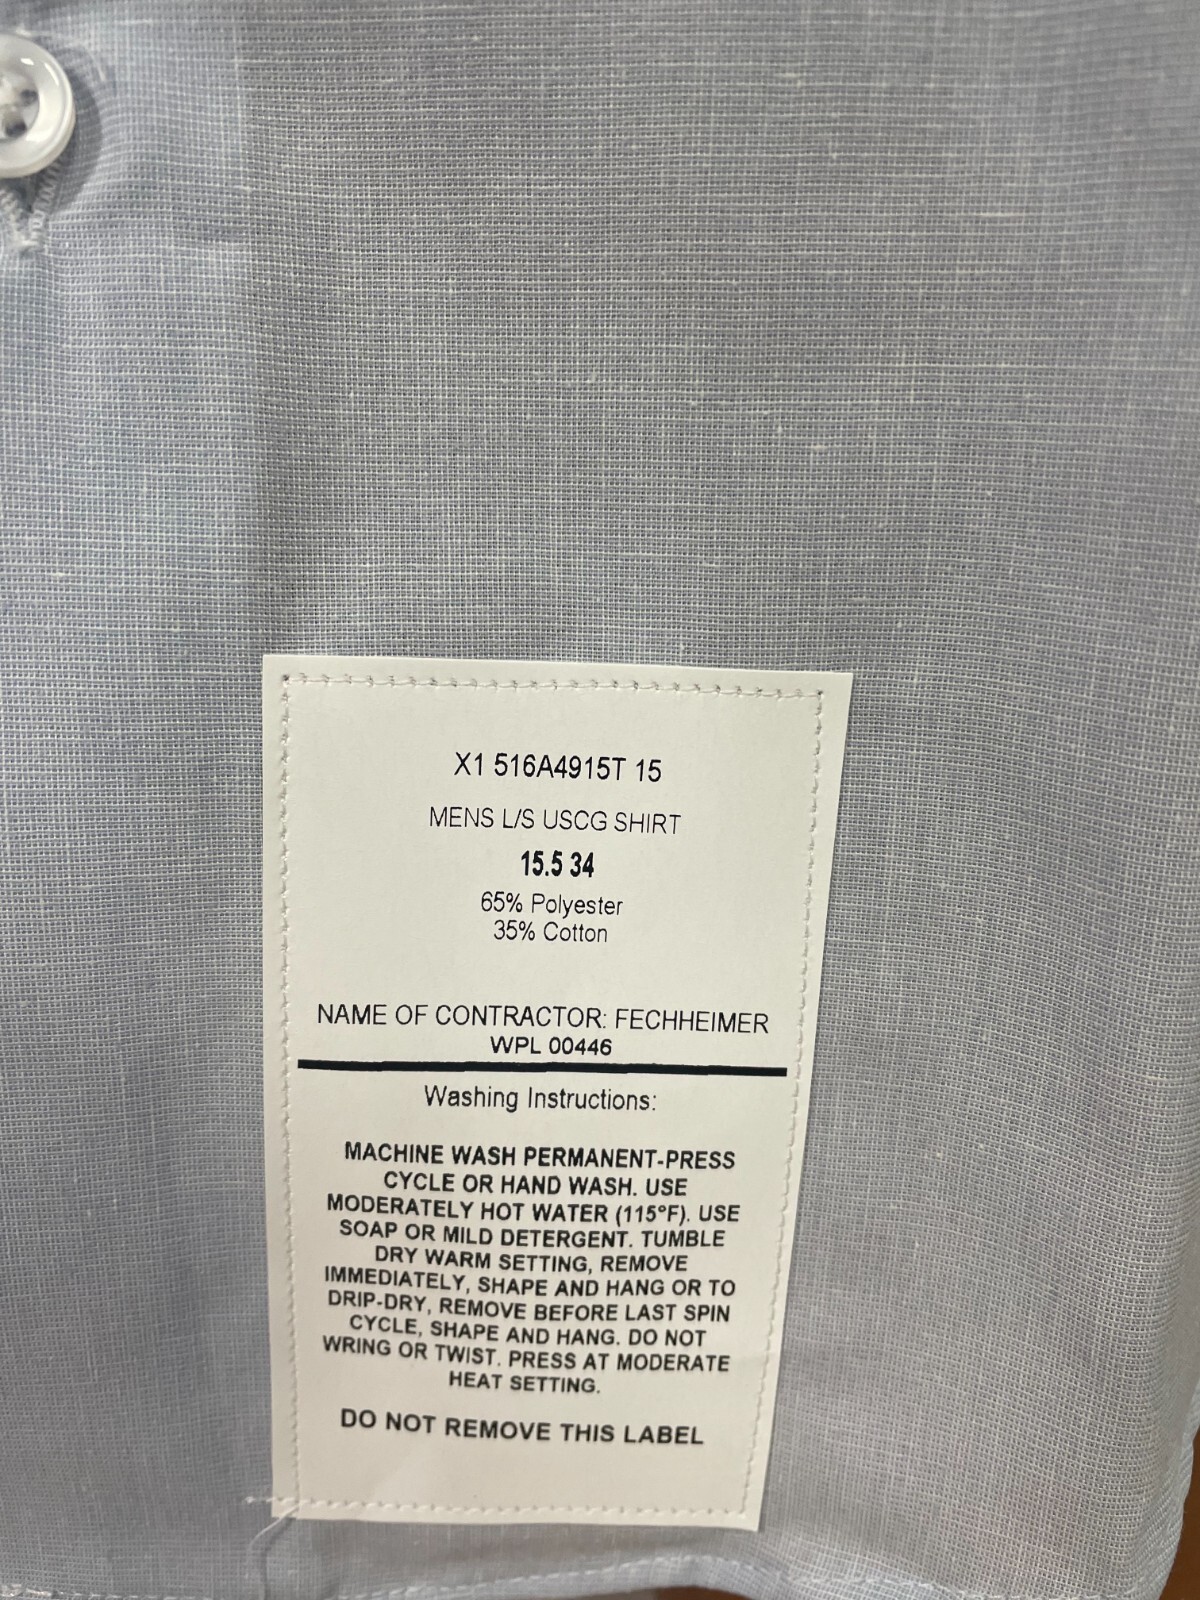 X1 516A4915T 15
MENS L/S USCG SHIRT
15.5 34
65% Polyester
35% Cotton
NAME OF CONTRACTOR: FECHHEIMER
WPL 00446
Washing Instructions:
MACHINE WASH PERMANENT-PRESS
CYCLE OR HAND WASH. USE
MODERATELY HOT WATER (115°F). USE
SOAP OR MILD DETERGENT. TUMBLE
DRY WARM SETTING, REMOVE
IMMEDIATELY, SHAPE AND HANG OR TO
DRIP-DRY, REMOVE BEFORE LAST SPIN
CYCLE, SHAPE AND HANG. DO NOT
WRING OR TWIST. PRESS AT MODERATE
HEAT SETTING.
DO NOT REMOVE THIS LABEL